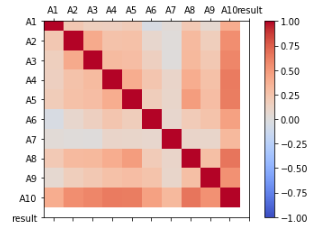 A1 A2 A3 A4 A5 A6 A7 A8 A9 A10 result
A1
A2
A3
A4
A5
A6
A7
A8
A9
A10
result
1.00
0.75
0.50
0.25
0.00
−0.25
−0.50
−0.75
−1.00